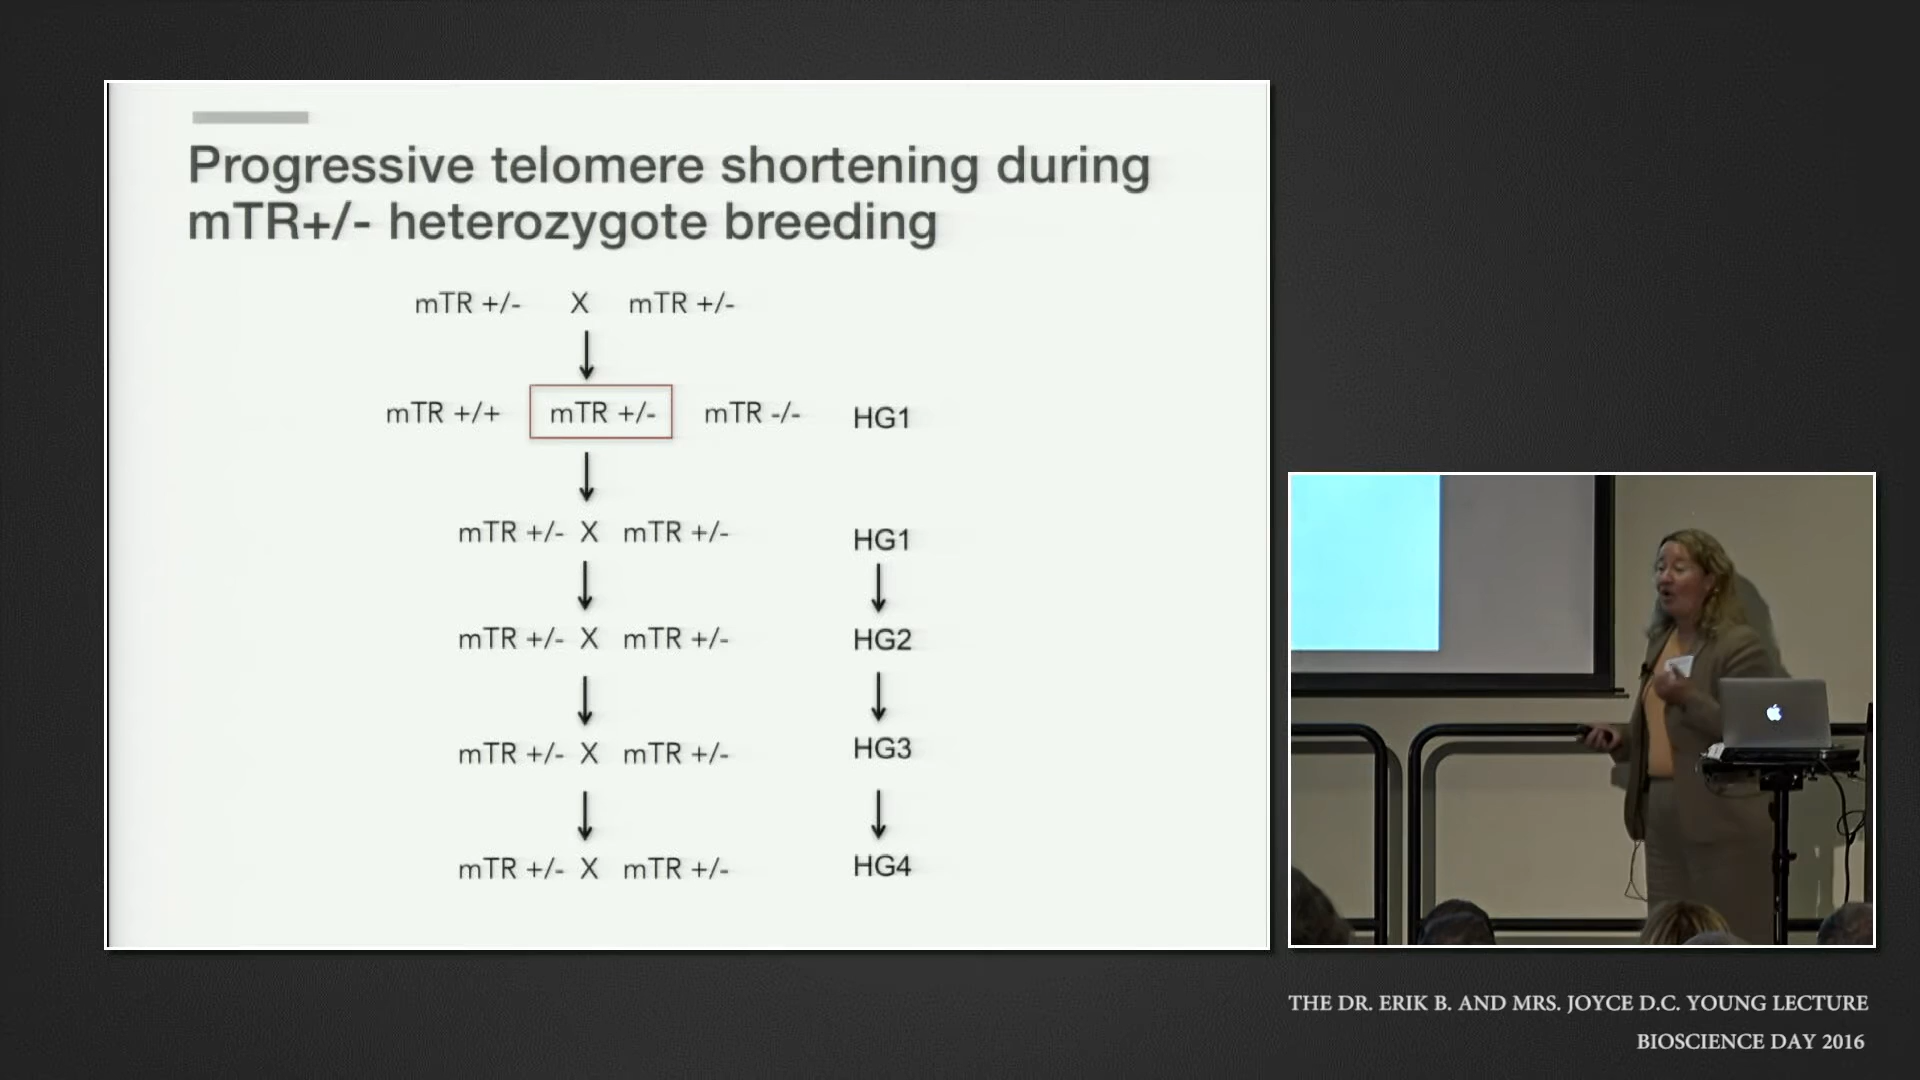 Progressive telomere shortening during
mTR+/- heterozygote breeding
mTR +/- X mTR +/-
mTR +/+ mTR +/- mTR -/- HG1
mTR +/- X mTR +/- HG1
mTR +/- X mTR +/- HG2
mTR +/- X mTR +/- HG3
mTR +/- X mTR +/- HG4
THE DR. ERIK B. AND MRS. JOYCE D.C. YOUNG LECTURE
BIOSCIENCE DAY 2016